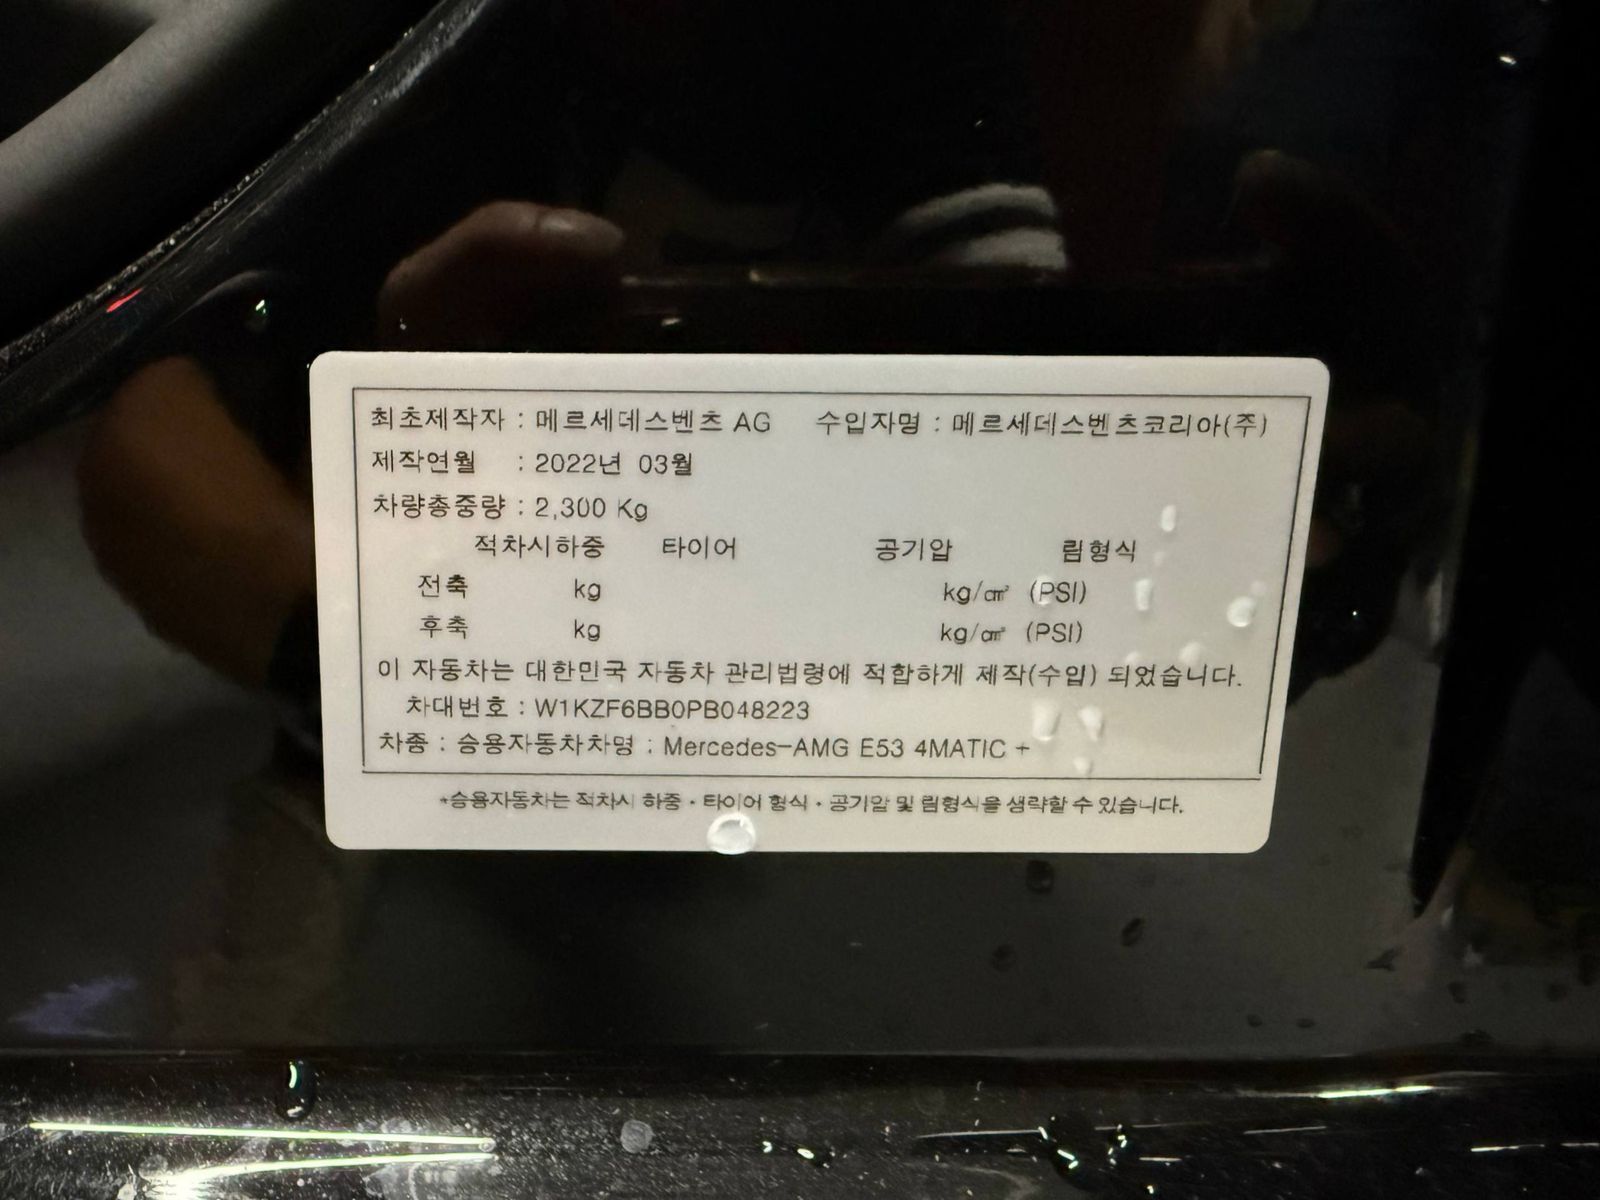 최초제작자 : 메르세데스벤츠 AG 수입자명 : 메르세데스벤츠코리아(주)
제작연월 : 2022년 03월
차량총중량 : 2,300 Kg
적차시하중 타이어 공기압 림형식
전축 kg kg/㎠ (PSI)
후축 kg kg/㎠ (PSI)
이 자동차는 대한민국 자동차 관리법령에 적합하게 제작(수입) 되었습니다.
차대번호 : W1KZF6BB0PB048223
차종 : 승용자동차차명 : Mercedes-AMG E53 4MATIC +
*승용자동차는 적차시 하중・타이어 형식・공기압 및 림형식을 생략할 수 있습니다.